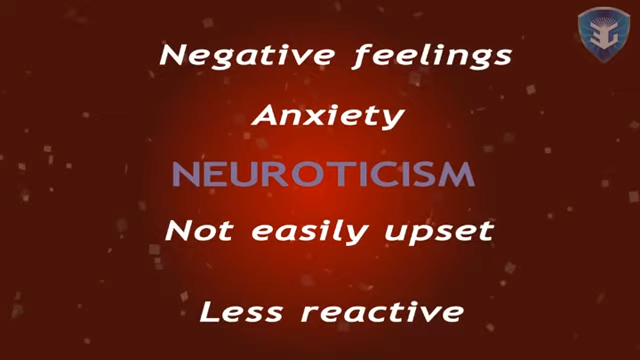 Negative feelings
Anxiety
NEUROTICISM
Not easily upset
Less reactive